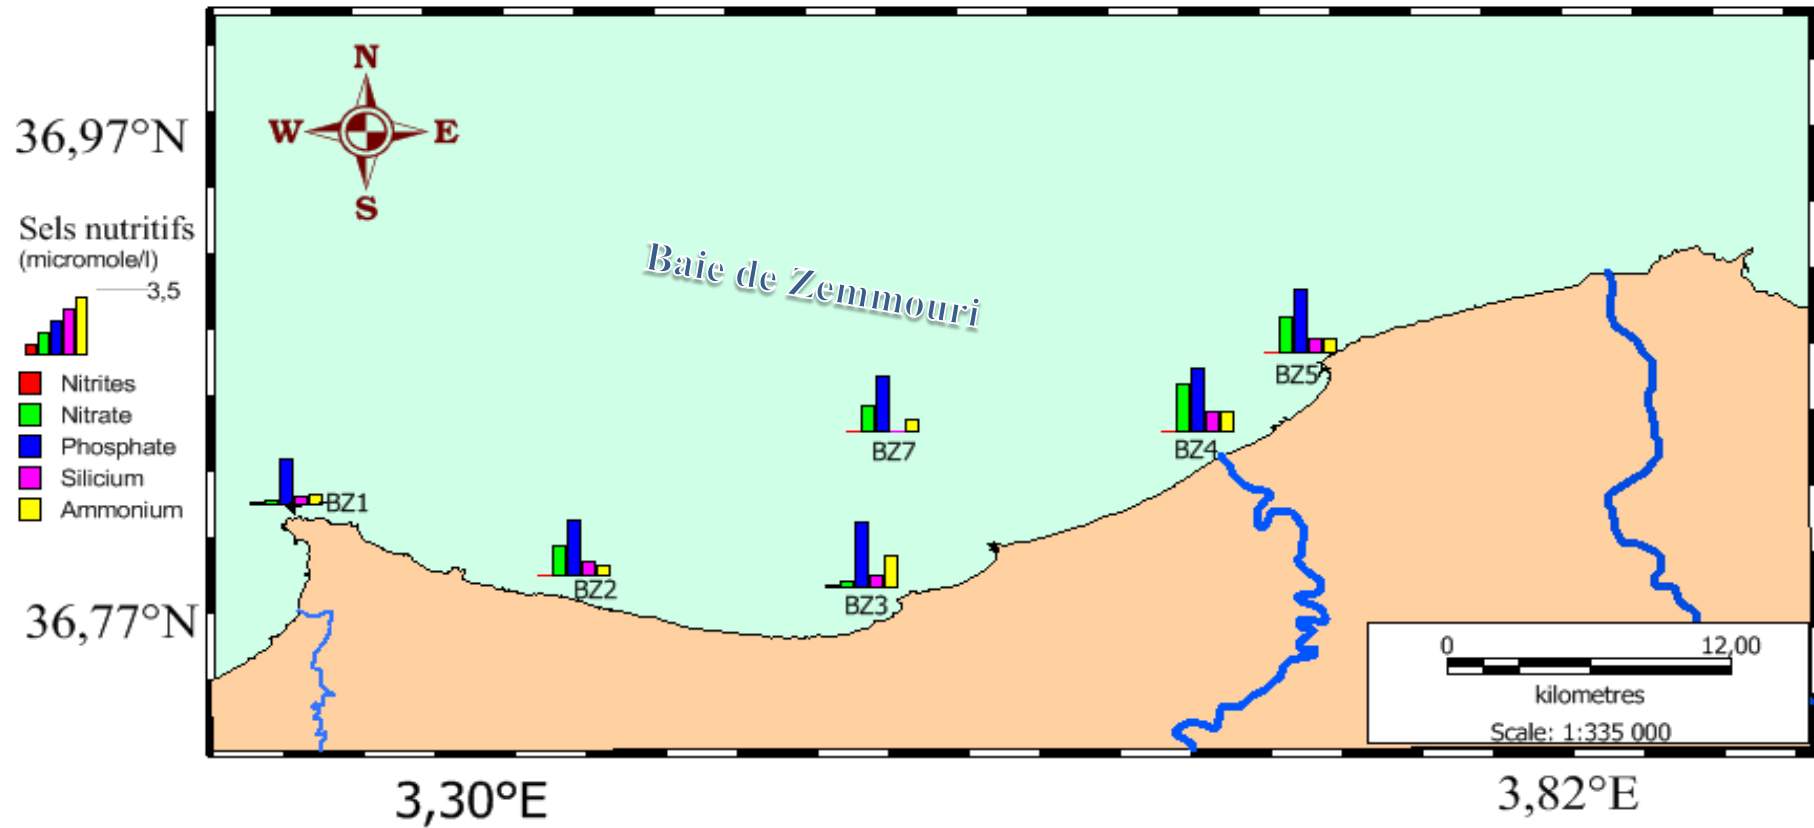 N
W E
S
36,97°N
Sels nutritifs
(micromole/l)
3,5
Nitrites
Nitrate
Phosphate
Silicium
Ammonium
Baie de Zemmouri
BZ5
BZ7
BZ4
BZ1
BZ2
BZ3
36,77°N
0 12,00
kilometres
Scale: 1:335 000
3,30°E
3,82°E